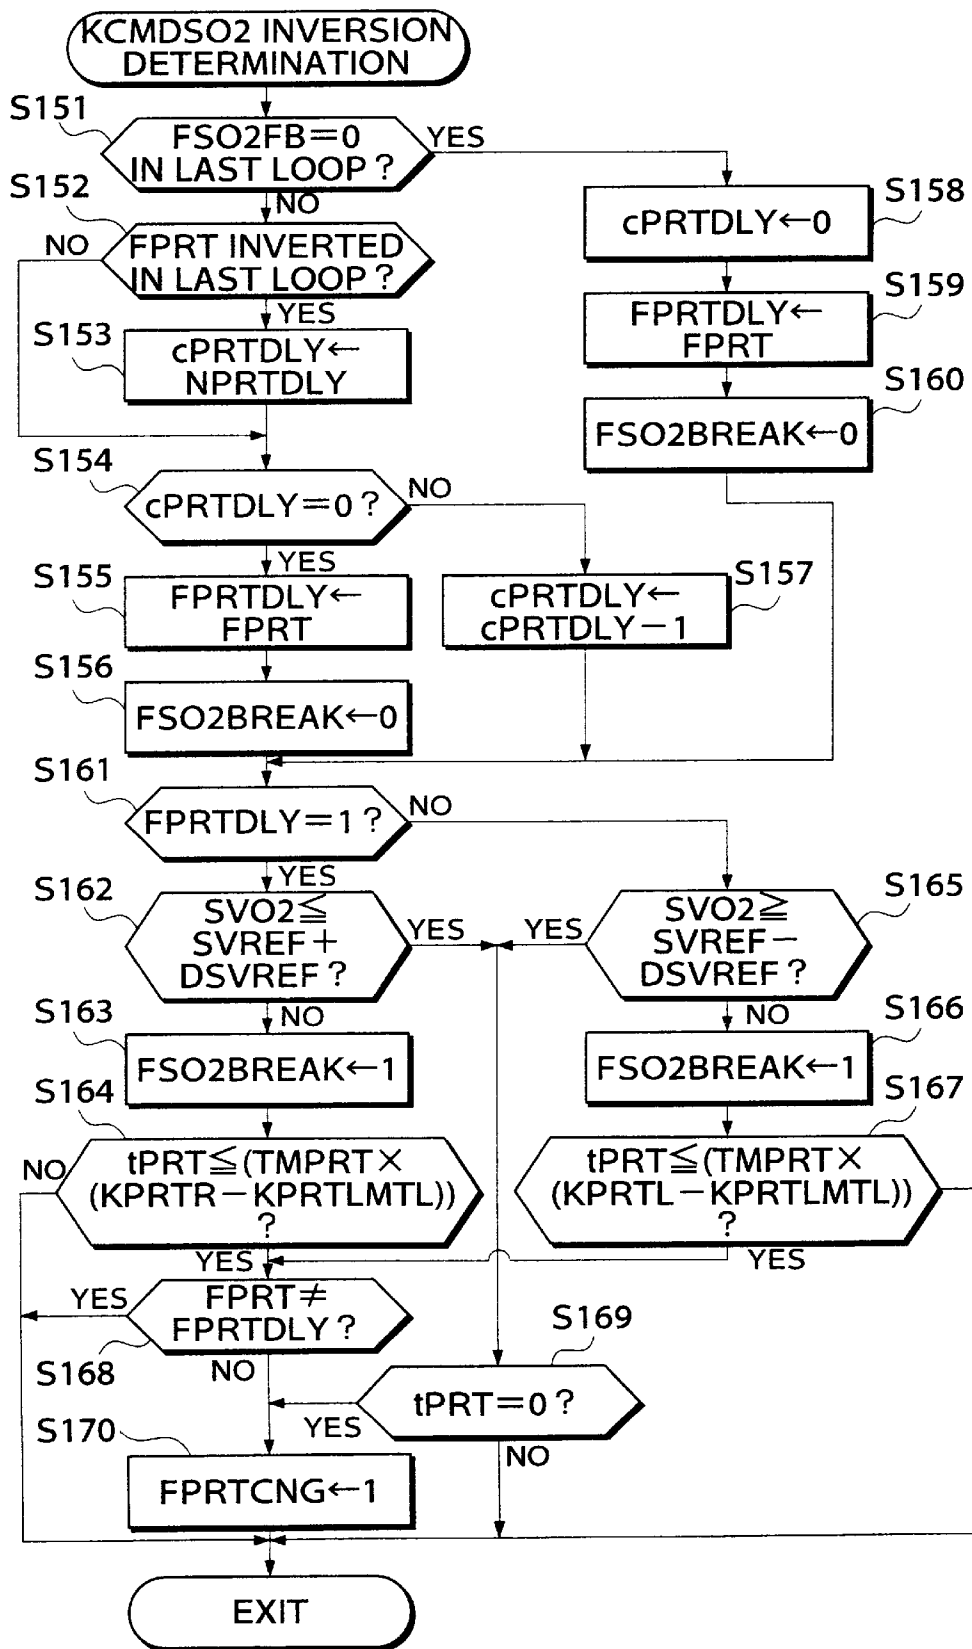 KCMDSO2 INVERSION
DETERMINATION
S151
FSO2FB=0
IN LAST LOOP?
YES
NO
S152
FPRT INVERTED
IN LAST LOOP?
NO
YES
S153
cPRTDLY←
NPRTDLY
S158
cPRTDLY←0
S159
FPRTDLY←
FPRT
S160
FSO2BREAK←0
S154
cPRTDLY=0?
NO
YES
S155
FPRTDLY←
FPRT
S157
cPRTDLY←
cPRTDLY−1
S156
FSO2BREAK←0
S161
FPRTDLY=1?
NO
YES
S162
SVO2≦
SVREF+
DSVREF?
YES
NO
S165
SVO2≧
SVREF−
DSVREF?
YES
NO
S163
FSO2BREAK←1
S166
FSO2BREAK←1
S164
tPRT≦(TMPRT×
(KPRTR−KPRTLMTL))
?
NO
YES
S167
tPRT≦(TMPRT×
(KPRTL−KPRTLMTL))
?
YES
FPRT≠
FPRTDLY?
YES
S168
NO
S169
tPRT=0?
YES
NO
S170
FPRTCNG←1
EXIT